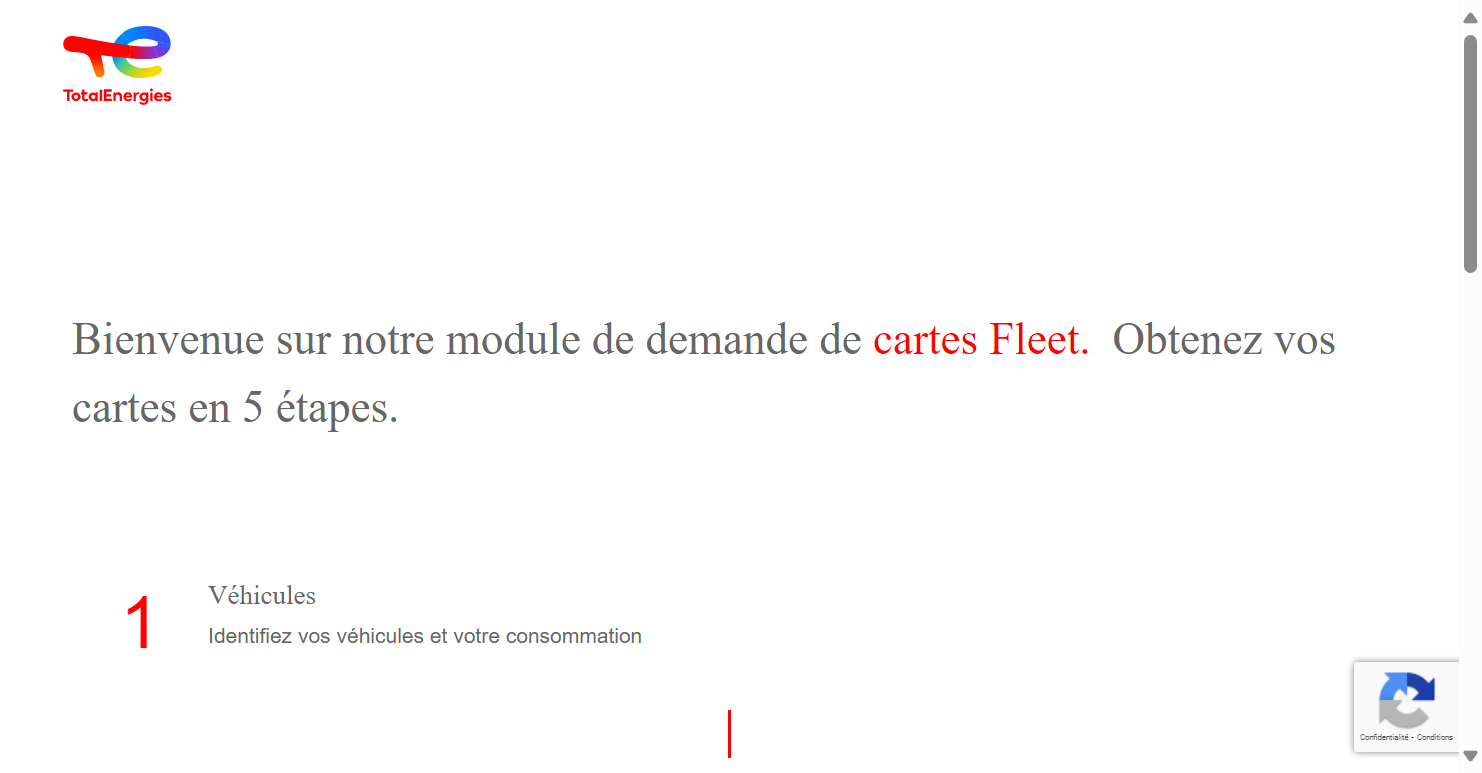 TotalEnergies
Bienvenue sur notre module de demande de cartes Fleet. Obtenez vos
cartes en 5 étapes.
1
Véhicules
Identifiez vos véhicules et votre consommation
Confidentialité - Conditions